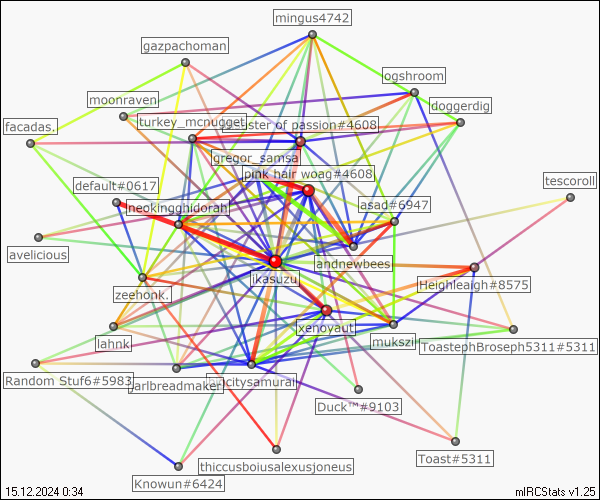 mingus4742
gazpachoman
ogshroom
moonraven
doggerdig
turkey_mcnugget
ster of passion#4608
facadas.
gregor_samsa
pink hair woag#4608
tescoroll
default#0617
neokingghidorah
asad#6947
avelicious
andnewbees
ikasuzu
Heighleaigh#8575
zeehonk.
xenoyaut
lahnk
mukszi
ToastephBroseph5311#5311
Random Stuf6#5983
Jarlbreadmaker
citysamurai
Duck™#9103
Toast#5311
thiccusboiusalexusjoneus
Knowun#6424
15.12.2024 0:34
mIRCStats v1.25